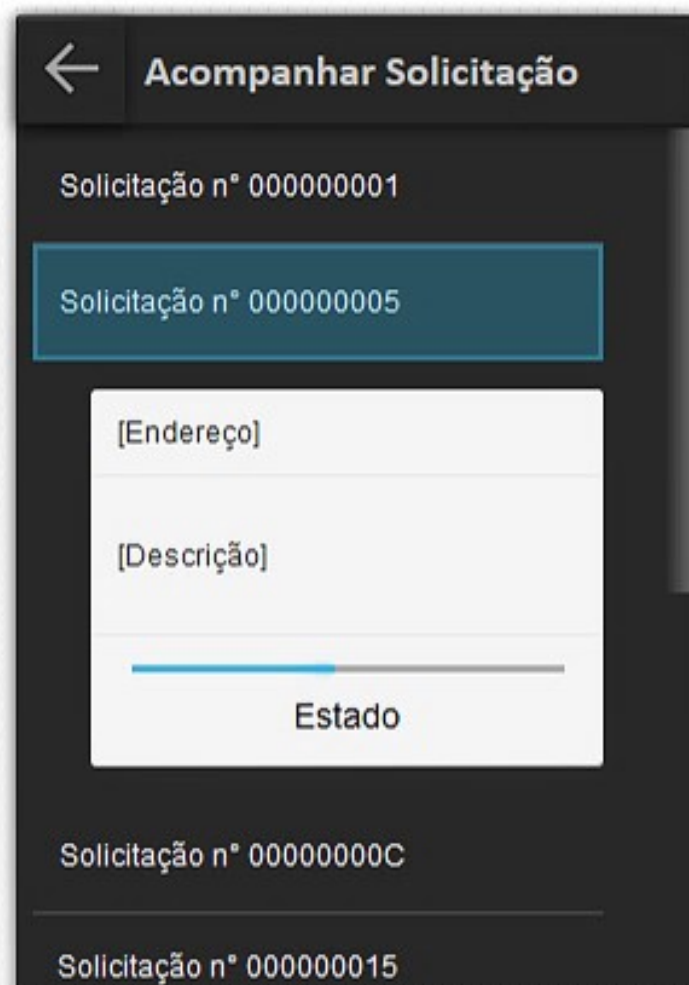 Acompanhar Solicitação
Solicitação n° 000000001
Solicitação n° 000000005
[Endereço]
[Descrição]
Estado
Solicitação n° 00000000C
Solicitação n° 000000015